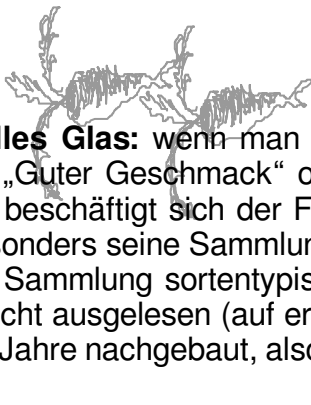 lles Glas: wenn man
„Guter Geschmack“ o
beschäftigt sich der F
sonders seine Sammlun
Sammlung sortentypis
cht ausgelesen (auf er
Jahre nachgebaut, also